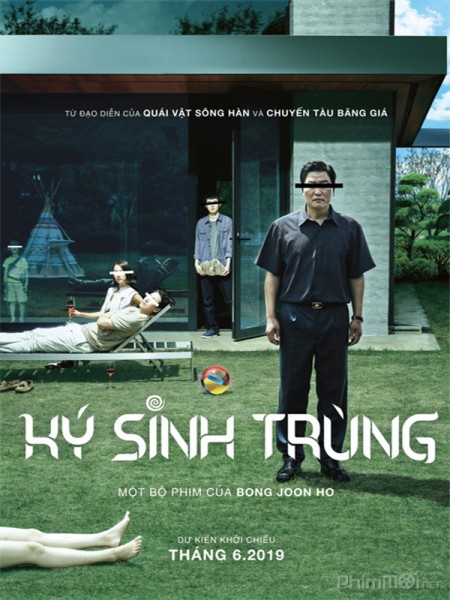 TỪ ĐẠO DIỄN CỦA QUÁI VẬT SÔNG HÀN VÀ CHUYẾN TÀU BĂNG GIÁ
KÝ SINH TRÙNG
MỘT BỘ PHIM CỦA BONG JOON HO
DỰ KIẾN KHỞI CHIẾU
THÁNG 6.2019
PhimMoi.net